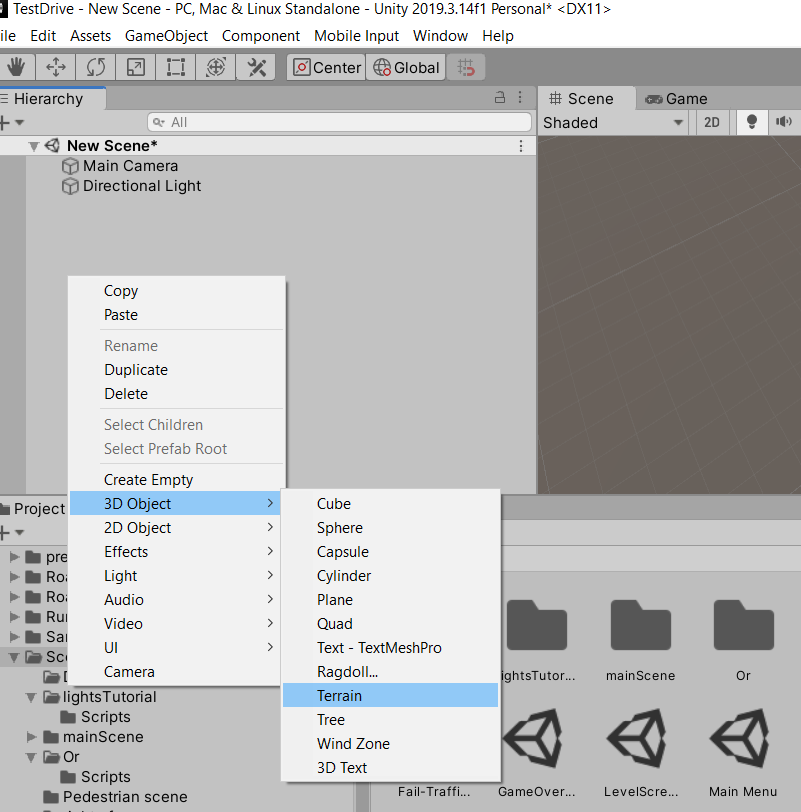 TestDrive - New Scene - PC, Mac & Linux Standalone - Unity 2019.3.14f1 Personal* <DX11>
ile Edit Assets GameObject Component Mobile Input Window Help
Center Global
Hierarchy
Scene Game
All
Shaded 2D
New Scene*
Main Camera
Directional Light
Copy
Paste
Rename
Duplicate
Delete
Select Children
Select Prefab Root
Create Empty
3D Object
2D Object
Effects
Light
Audio
Video
UI
Camera
Cube
Sphere
Capsule
Cylinder
Plane
Quad
Text - TextMeshPro
Ragdoll...
Terrain
Tree
Wind Zone
3D Text
Project
pre
Roa
Roa
Run
San
Sce
D
lightsTutorial
Scripts
mainScene
Or
Scripts
Pedestrian scene
ightsTutor...
mainScene
Or
Fail-Traffi...
GameOver...
LevelScre...
Main Menu